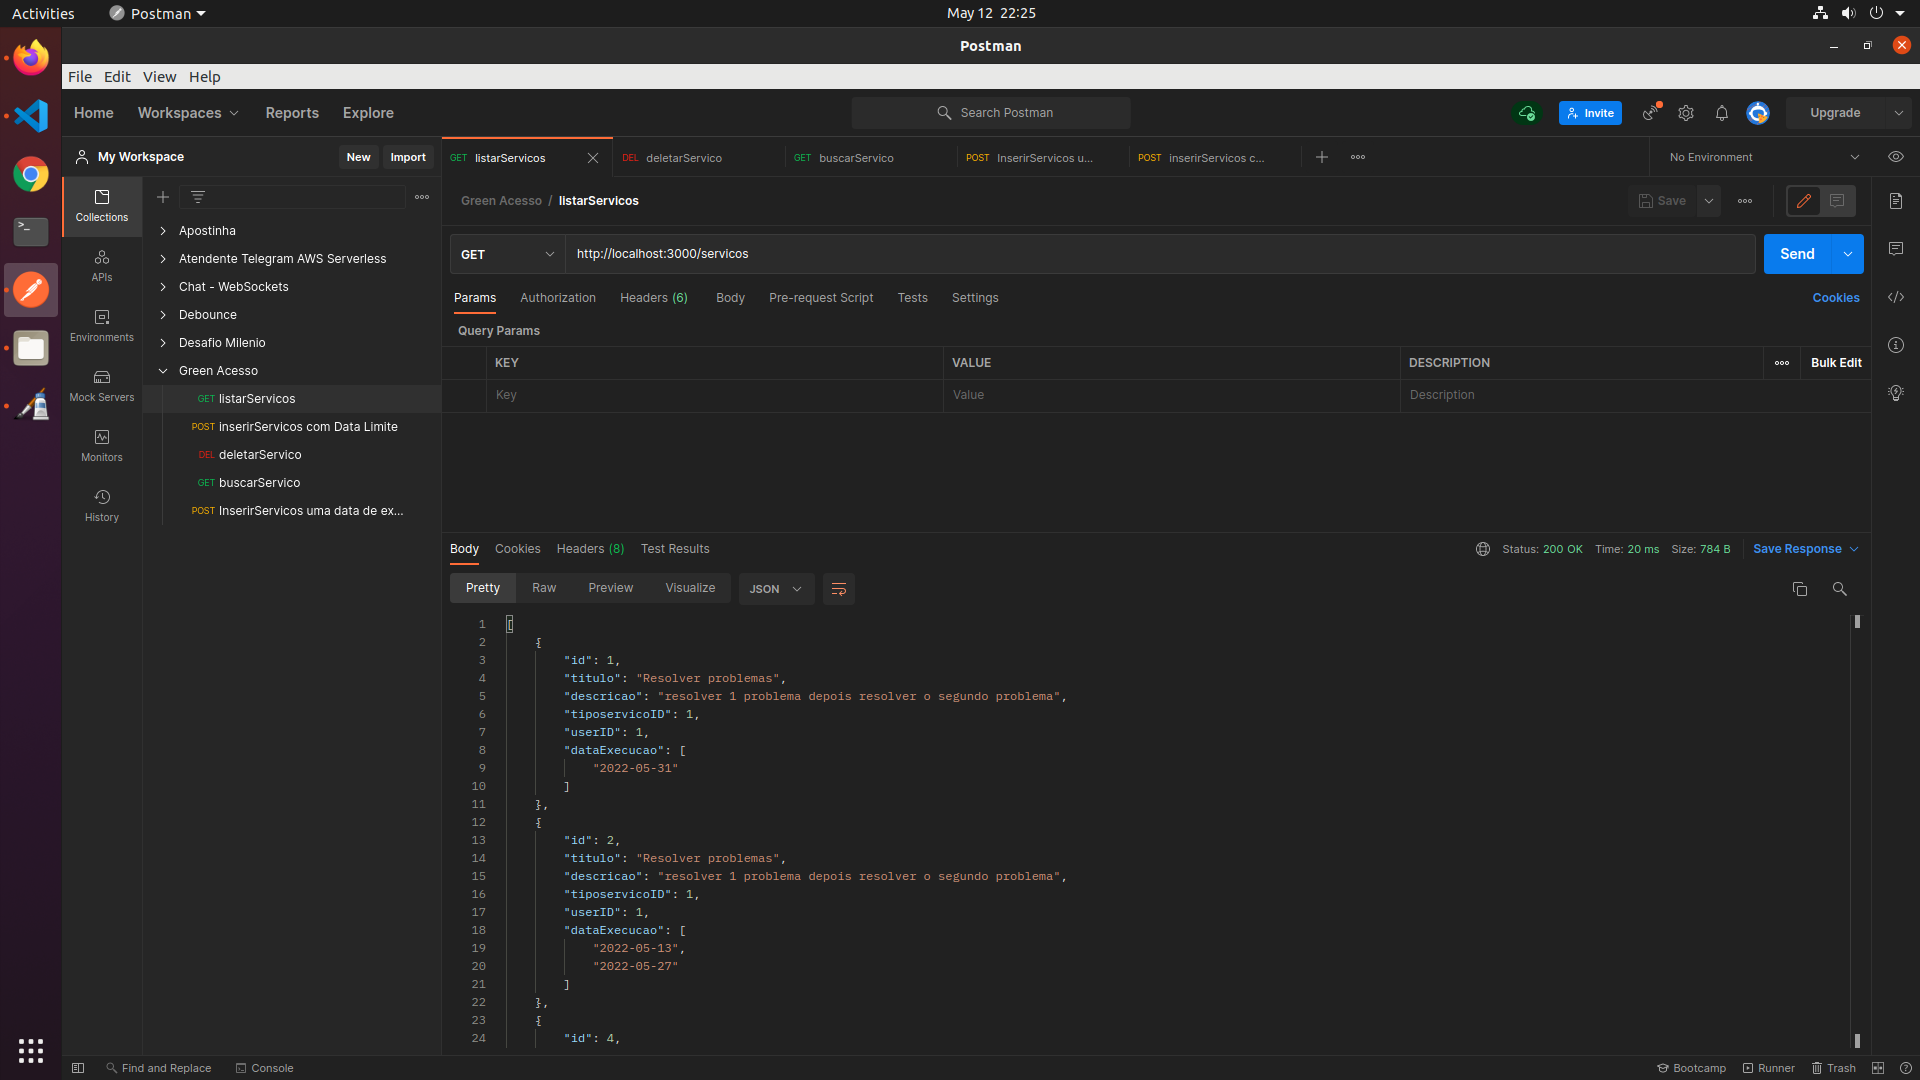 Activities
Postman
May 12 22:25
Postman
File Edit View Help
Home Workspaces Reports Explore
Search Postman
Invite
Upgrade
My Workspace
New
Import
GET listarServicos
DEL deletarServico
GET buscarServico
POST InserirServicos u...
POST inserirServicos c...
No Environment
Collections
APIs
Environments
Mock Servers
Monitors
History
Apostinha
Atendente Telegram AWS Serverless
Chat - WebSockets
Debounce
Desafio Milenio
Green Acesso
GET listarServicos
POST inserirServicos com Data Limite
DEL deletarServico
GET buscarServico
POST InserirServicos uma data de ex...
Green Acesso / listarServicos
Save
GET
http://localhost:3000/servicos
Send
Params Authorization Headers (6) Body Pre-request Script Tests Settings
Cookies
Query Params
KEY VALUE DESCRIPTION
Bulk Edit
Key Value Description
Body Cookies Headers (8) Test Results
Status: 200 OK Time: 20 ms Size: 784 B
Save Response
Pretty Raw Preview Visualize
JSON
1 [
2 {
3 "id": 1,
4 "titulo": "Resolver problemas",
5 "descricao": "resolver 1 problema depois resolver o segundo problema",
6 "tiposervicoID": 1,
7 "userID": 1,
8 "dataExecucao": [
9 "2022-05-31"
10 ]
11 },
12 {
13 "id": 2,
14 "titulo": "Resolver problemas",
15 "descricao": "resolver 1 problema depois resolver o segundo problema",
16 "tiposervicoID": 1,
17 "userID": 1,
18 "dataExecucao": [
19 "2022-05-13",
20 "2022-05-27"
21 ]
22 },
23 {
24 "id": 4,
Find and Replace
Console
Bootcamp
Runner
Trash